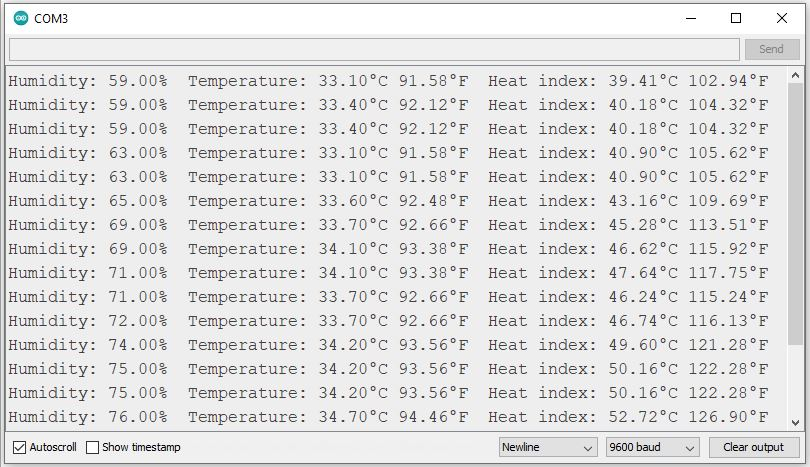 COM3
Send
Humidity: 59.00%  Temperature: 33.10°C 91.58°F  Heat index: 39.41°C 102.94°F
Humidity: 59.00%  Temperature: 33.40°C 92.12°F  Heat index: 40.18°C 104.32°F
Humidity: 59.00%  Temperature: 33.40°C 92.12°F  Heat index: 40.18°C 104.32°F
Humidity: 63.00%  Temperature: 33.10°C 91.58°F  Heat index: 40.90°C 105.62°F
Humidity: 63.00%  Temperature: 33.10°C 91.58°F  Heat index: 40.90°C 105.62°F
Humidity: 65.00%  Temperature: 33.60°C 92.48°F  Heat index: 43.16°C 109.69°F
Humidity: 69.00%  Temperature: 33.70°C 92.66°F  Heat index: 45.28°C 113.51°F
Humidity: 69.00%  Temperature: 34.10°C 93.38°F  Heat index: 46.62°C 115.92°F
Humidity: 71.00%  Temperature: 34.10°C 93.38°F  Heat index: 47.64°C 117.75°F
Humidity: 71.00%  Temperature: 33.70°C 92.66°F  Heat index: 46.24°C 115.24°F
Humidity: 72.00%  Temperature: 33.70°C 92.66°F  Heat index: 46.74°C 116.13°F
Humidity: 74.00%  Temperature: 34.20°C 93.56°F  Heat index: 49.60°C 121.28°F
Humidity: 75.00%  Temperature: 34.20°C 93.56°F  Heat index: 50.16°C 122.28°F
Humidity: 75.00%  Temperature: 34.20°C 93.56°F  Heat index: 50.16°C 122.28°F
Humidity: 76.00%  Temperature: 34.70°C 94.46°F  Heat index: 52.72°C 126.90°F
Autoscroll Show timestamp Newline 9600 baud Clear output